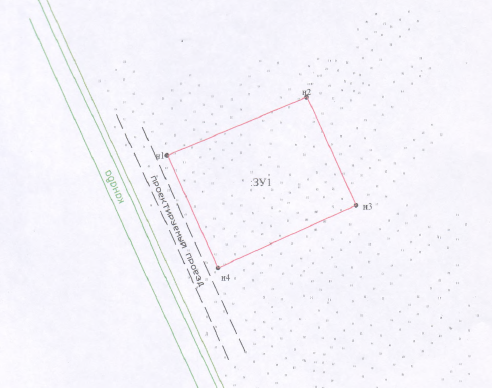 н2
н1
:ЗУ1
канава
проектируемый проезд
н3
н4